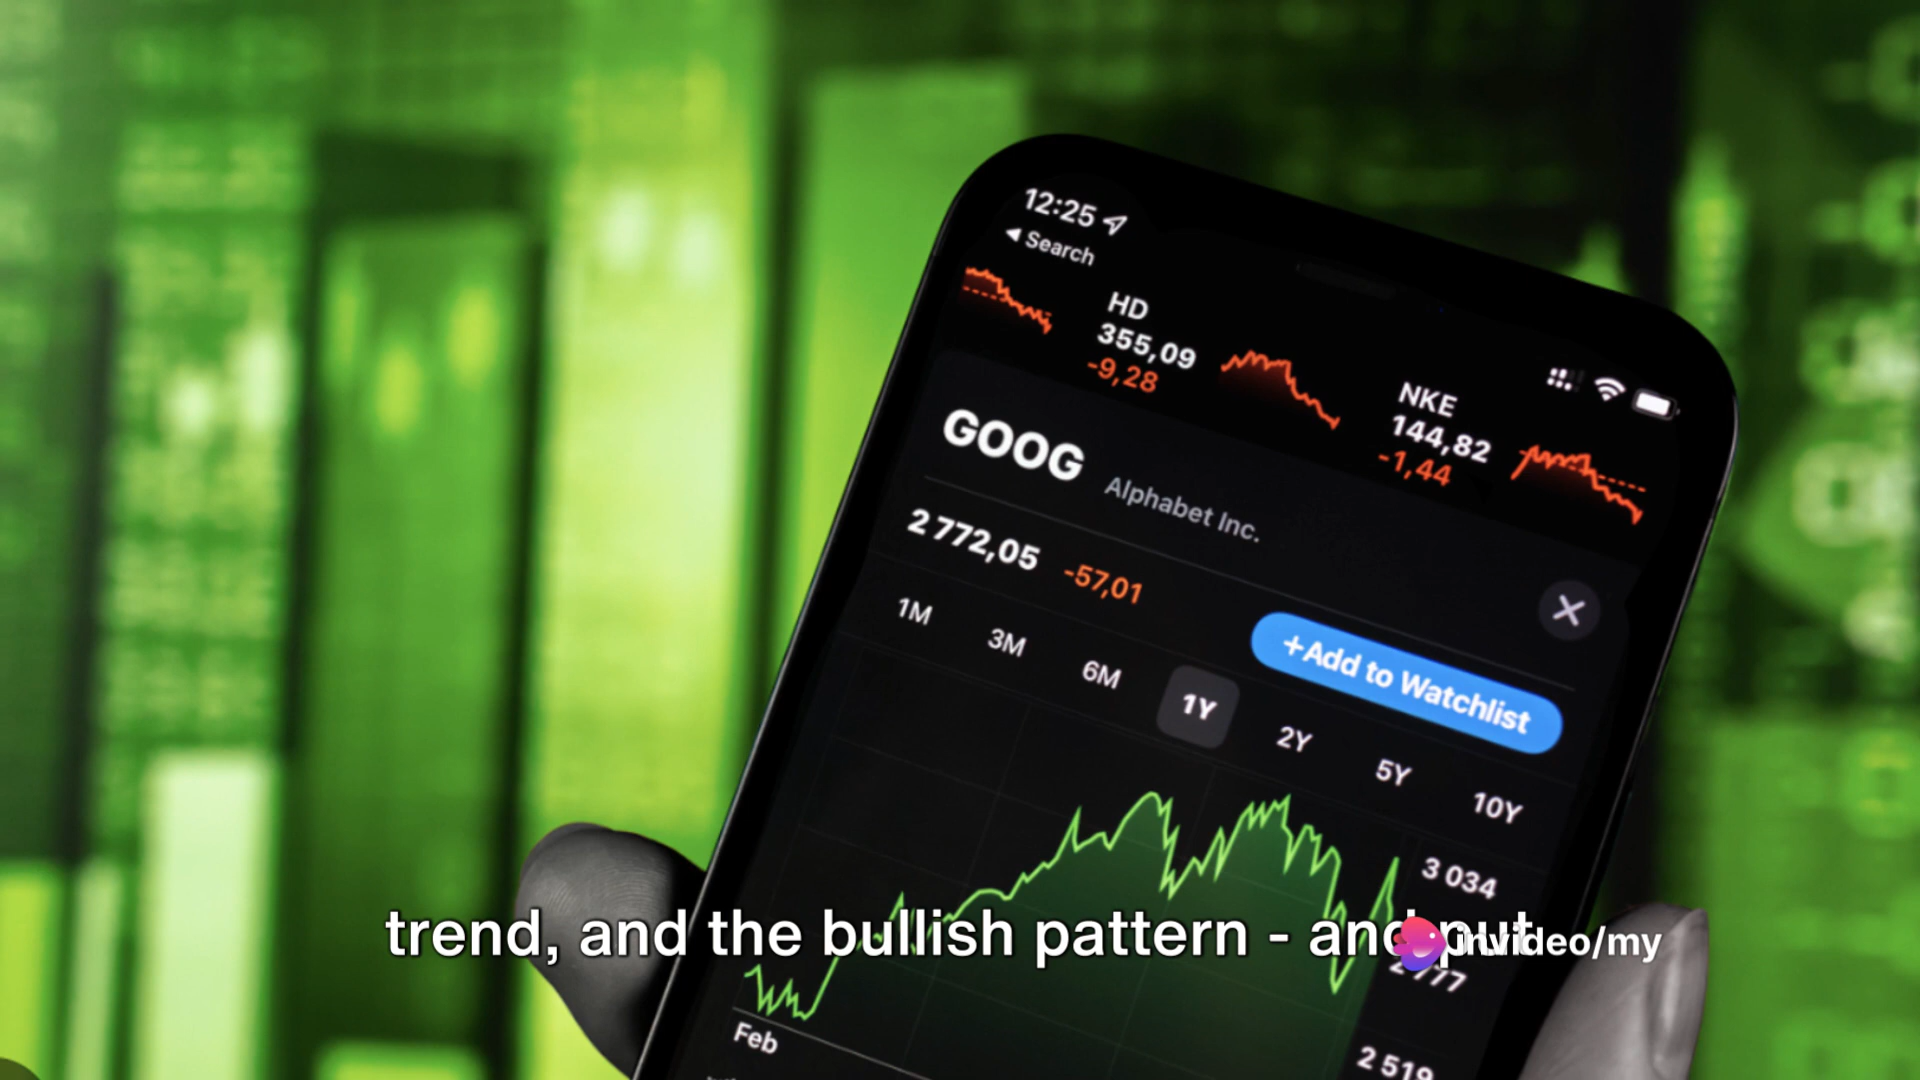 12:25
Search
HD
355,09
-9,28
NKE
144,82
-1,44
GOOG Alphabet Inc.
2 772,05 -57,01
+Add to Watchlist
1M 3M 6M 1Y 2Y 5Y 10Y
3 034
trend, and the bullish pattern - and put
invideo/my
2 777
Feb
2 519